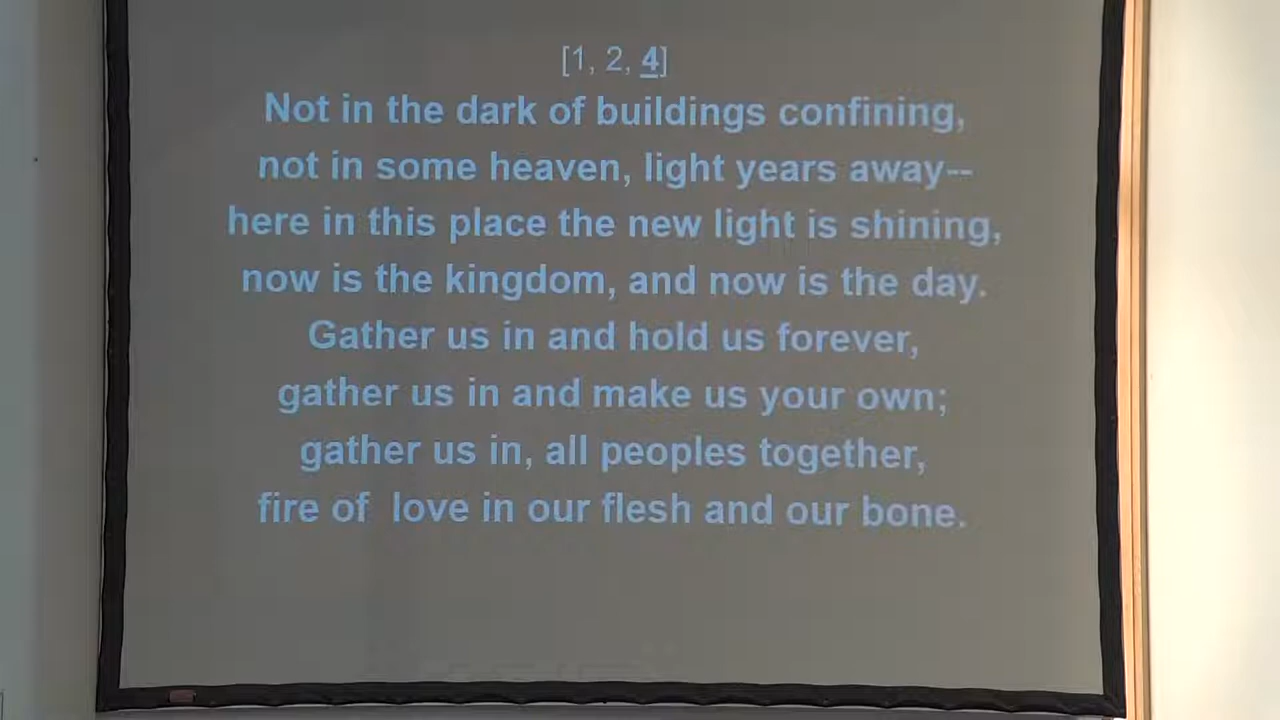 [1, 2, 4]
Not in the dark of buildings confining,
not in some heaven, light years away--
here in this place the new light is shining,
now is the kingdom, and now is the day.
Gather us in and hold us forever,
gather us in and make us your own;
gather us in, all peoples together,
fire of  love in our flesh and our bone.